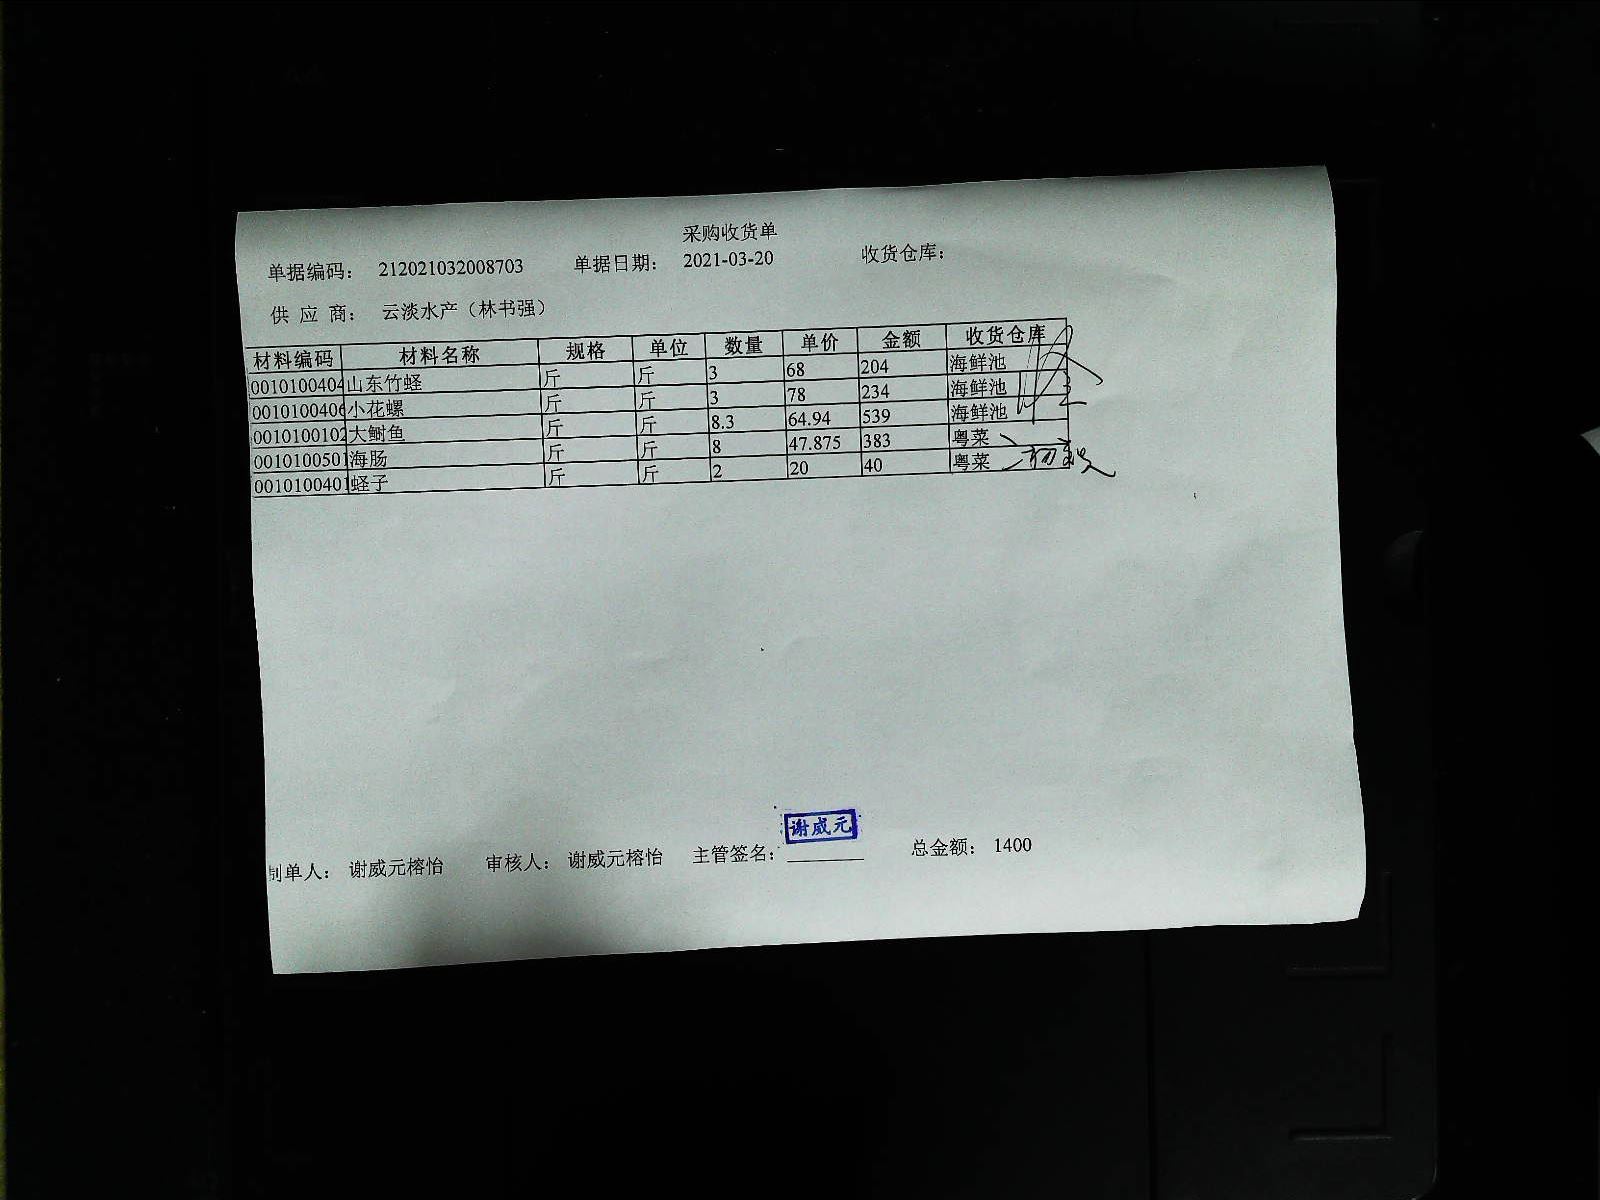 采购收货单
单据编码： 212021032008703 单据日期： 2021-03-20 收货仓库：
供 应 商： 云淡水产（林书强）
材料编码 材料名称 规格 单位 数量 单价 金额 收货仓库
0010100404 山东竹蛏 斤 斤 3 68 204 海鲜池
0010100406 小花螺 斤 斤 3 78 234 海鲜池
0010100102 大鲥鱼 斤 斤 8.3 64.94 539 海鲜池
0010100501 海肠 斤 斤 8 47.875 383 粤菜
0010100401 蛏子 斤 斤 2 20 40 粤菜
谢威元
制单人： 谢威元榕怡 审核人： 谢威元榕怡 主管签名： 总金额： 1400